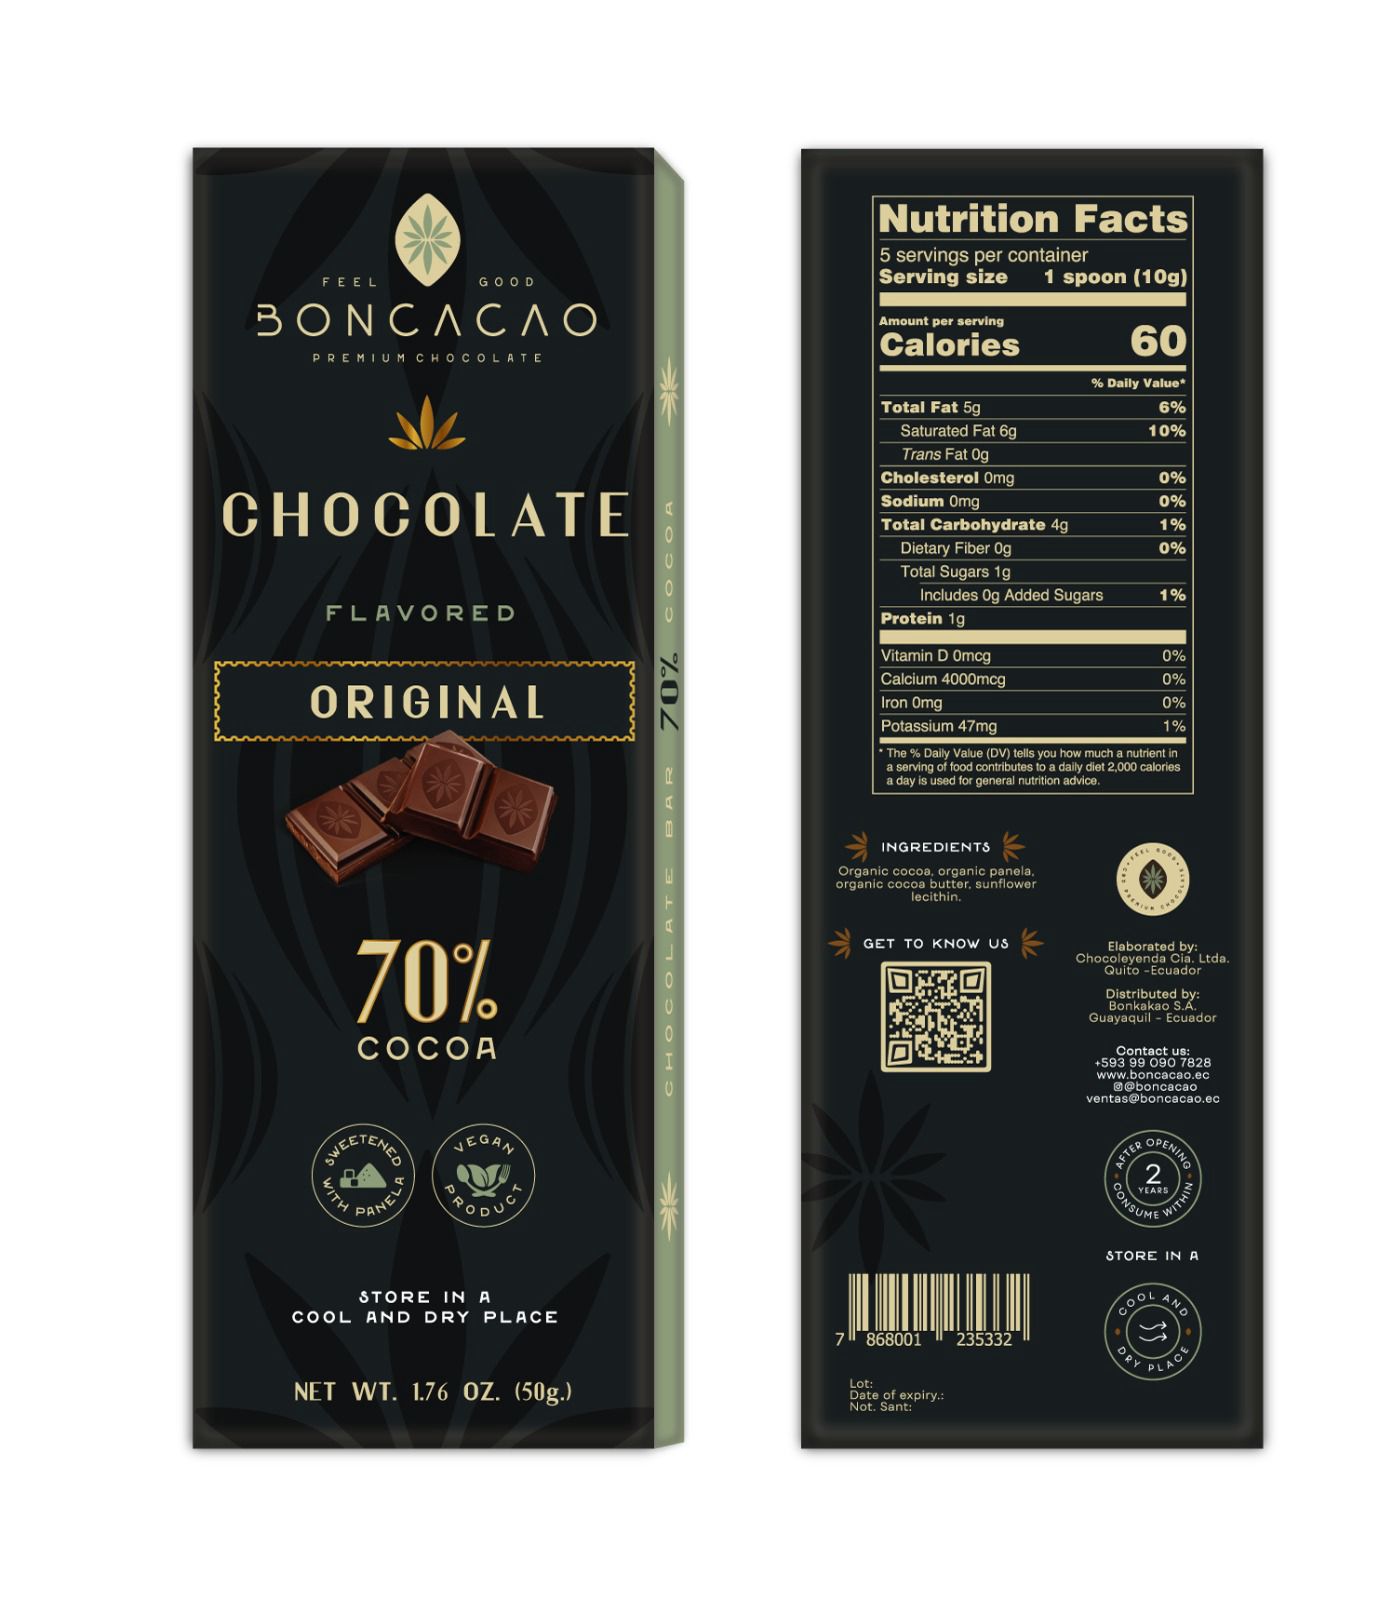 FEEL GOOD
BONCACAO
PREMIUM CHOCOLATE
CHOCOLATE
FLAVORED
ORIGINAL
70%
COCOA
SWEETENED WITH PANELA
VEGAN PRODUCT
STORE IN A
COOL AND DRY PLACE
NET WT. 1.76 OZ. (50g.)
CHOCOLATE BAR 70% COCOA
Nutrition Facts
5 servings per container
Serving size 1 spoon (10g)
Amount per serving
Calories 60
% Daily Value*
Total Fat 5g 6%
Saturated Fat 6g 10%
Trans Fat 0g
Cholesterol 0mg 0%
Sodium 0mg 0%
Total Carbohydrate 4g 1%
Dietary Fiber 0g 0%
Total Sugars 1g
Includes 0g Added Sugars 1%
Protein 1g
Vitamin D 0mcg 0%
Calcium 4000mcg 0%
Iron 0mg 0%
Potassium 47mg 1%
* The % Daily Value (DV) tells you how much a nutrient in
a serving of food contributes to a daily diet 2,000 calories
a day is used for general nutrition advice.
INGREDIENTS
Organic cocoa, organic panela,
organic cocoa butter, sunflower
lecithin.
GET TO KNOW US
FEEL GOOD • CBD PREMIUM CHOCOLATE •
Elaborated by:
Chocoleyenda Cia. Ltda.
Quito -Ecuador
Distributed by:
Bonkakao S.A.
Guayaquil - Ecuador
Contact us:
+593 99 090 7828
www.boncacao.ec
@@boncacao
ventas@boncacao.ec
AFTER OPENING
2
YEARS
CONSUME WITHIN
STORE IN A
COOL AND
DRY PLACE
7 868001 235332
Lot:
Date of expiry.:
Not. Sant: